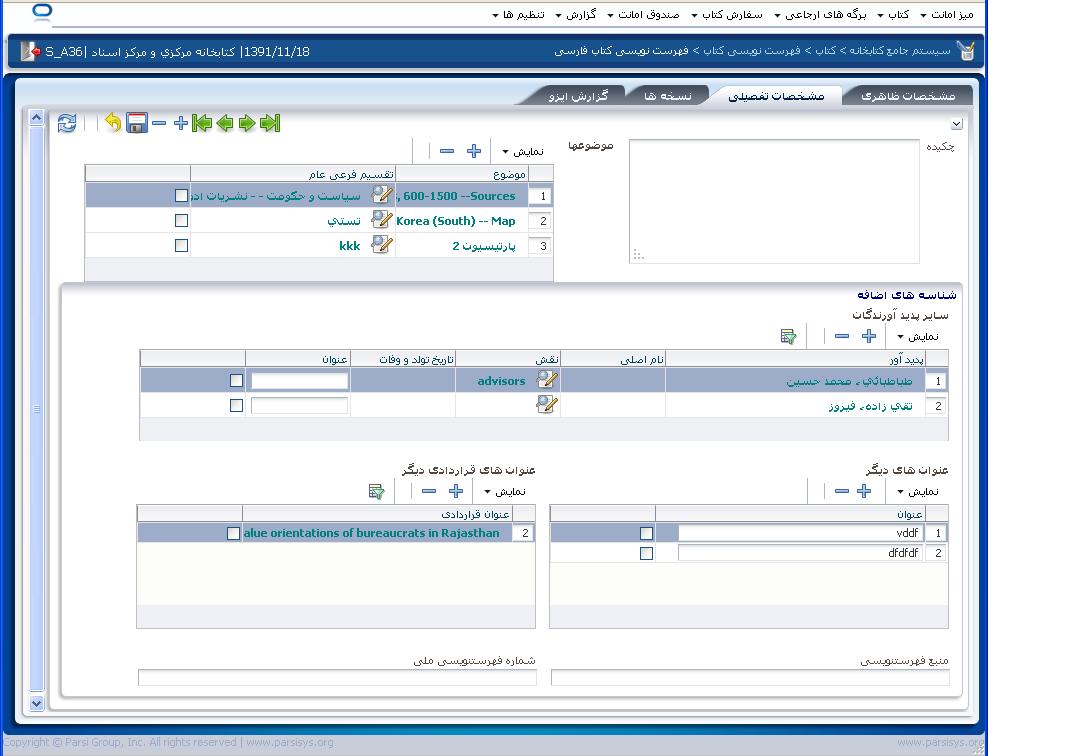 میز امانت کتاب برگه های ارجاعی سفارش کتاب صندوق امانت گزارش تنظیم ها
سیستم جامع کتابخانه > کتاب > فهرست نویسی کتاب > فهرست نویسی کتاب فارسی
1391/11/18| کتابخانه مرکزي و مرکز اسناد |S_A36
مشخصات ظاهری مشخصات تفصیلی نسخه ها گزارش ایزو
چکیده
موضوعها
نمایش
موضوع تقسیم فرعی عام
1 600-1500 --Sources سیاست و حکومت - - نشریات
2 Korea (South) -- Map تستي
3 پارتیسیون 2 kkk
شناسه های اضافه
سایر پدید آورندگان
نمایش
پدید آور نام اصلی نقش تاریخ تولد و وفات عنوان
1 طباطبائي، محمد حسین advisors
2 تقي زاده، فیروز
عنوان های دیگر
نمایش
عنوان
1 vddf
2 dfdfdf
عنوان های قراردادی دیگر
نمایش
عنوان قراردادی
2 alue orientations of bureaucrats in Rajasthan
منبع فهرستنویسی
شماره فهرستنویسی ملی
Copyright © Parsi Group, Inc. All rights reserved | www.parsisys.org
www.parsisys.org